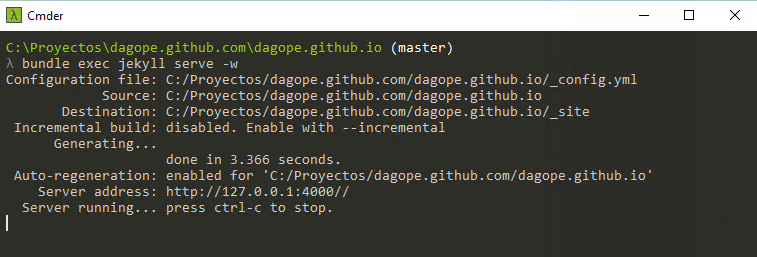 λ Cmder
C:\Proyectos\dagope.github.com\dagope.github.io (master)
λ bundle exec jekyll serve -w
Configuration file: C:/Proyectos/dagope.github.com/dagope.github.io/_config.yml
Source: C:/Proyectos/dagope.github.com/dagope.github.io
Destination: C:/Proyectos/dagope.github.com/dagope.github.io/_site
Incremental build: disabled. Enable with --incremental
Generating...
done in 3.366 seconds.
Auto-regeneration: enabled for 'C:/Proyectos/dagope.github.com/dagope.github.io'
Server address: http://127.0.0.1:4000//
Server running... press ctrl-c to stop.